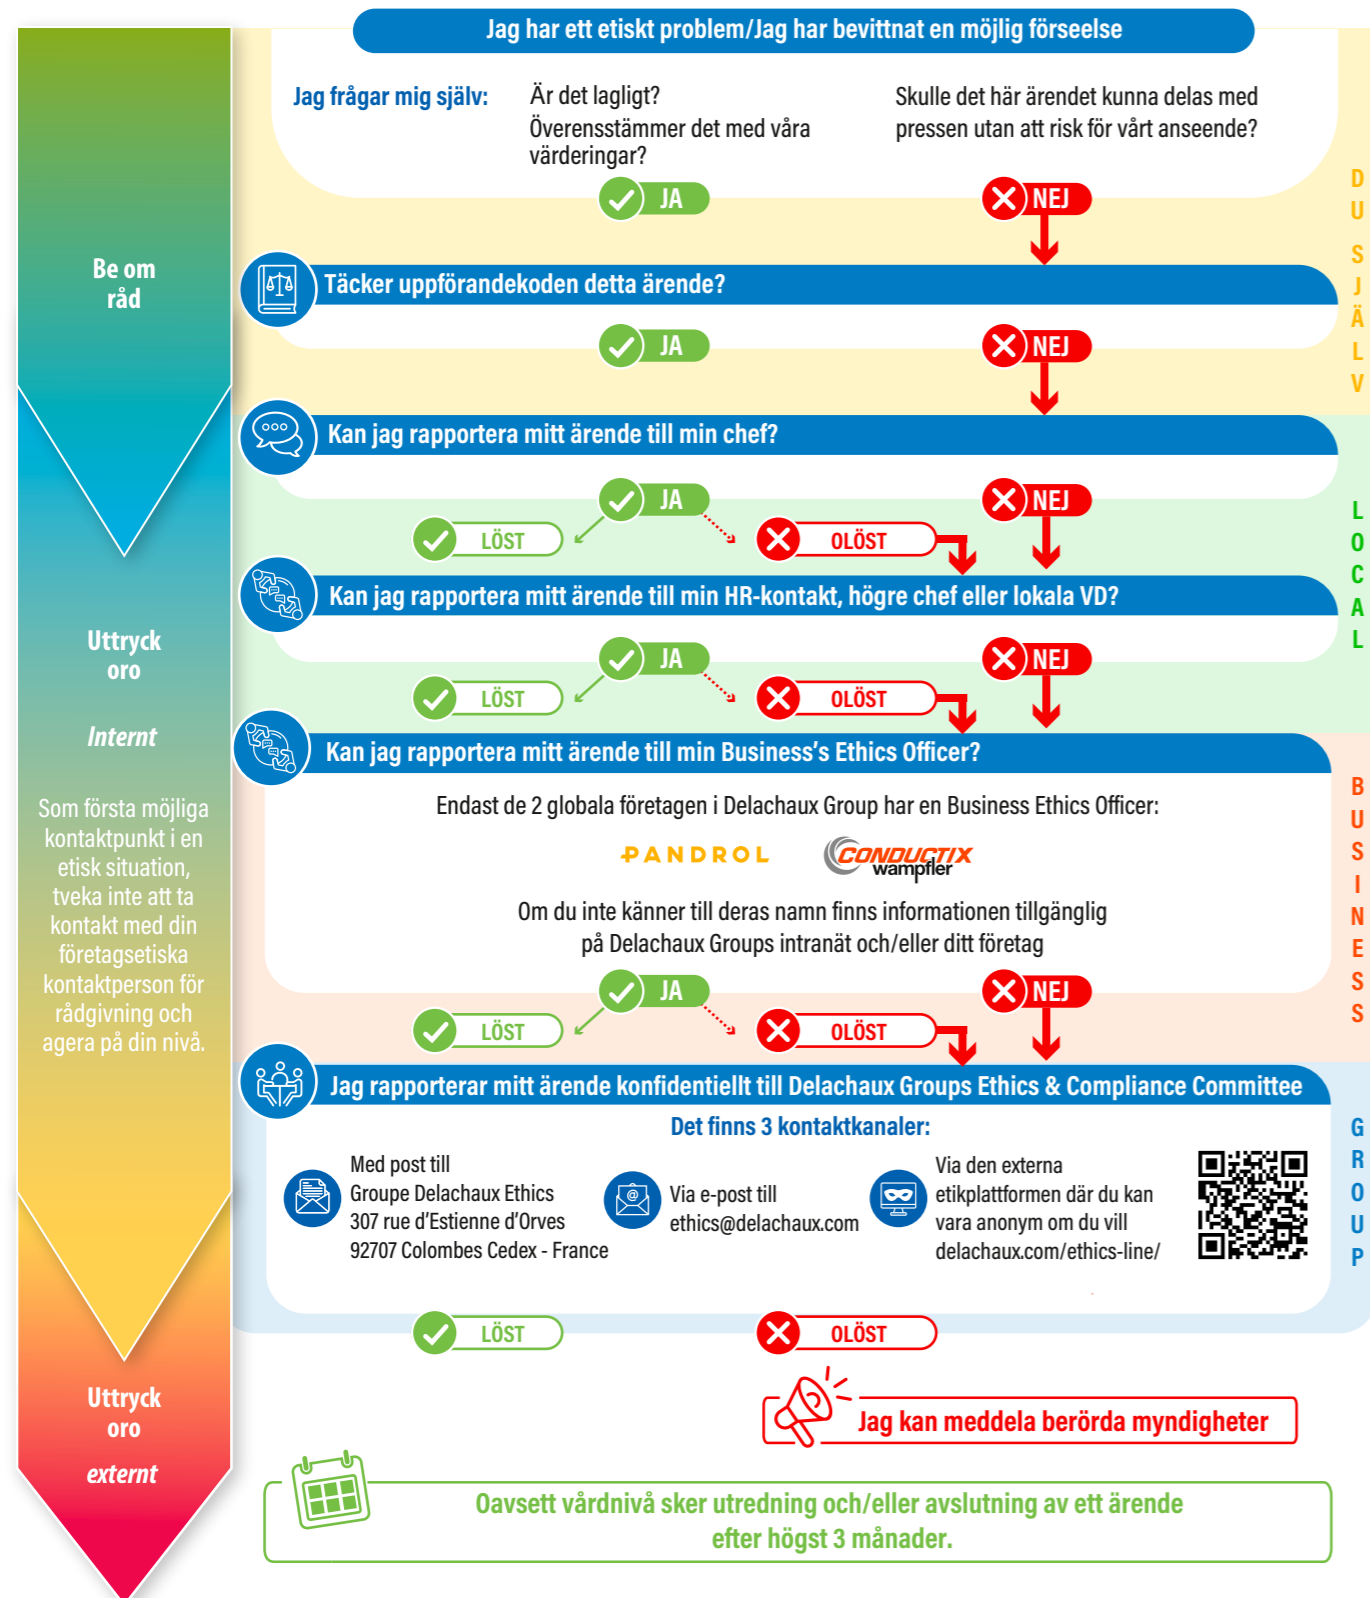 Jag har ett etiskt problem/Jag har bevittnat en möjlig förseelse
Jag frågar mig själv:
Är det lagligt?
Överensstämmer det med våra
värderingar?
Skulle det här ärendet kunna delas med
pressen utan att risk för vårt anseende?
JA
NEJ
DU SJÄLV
Be om
råd
Täcker uppförandekoden detta ärende?
JA
NEJ
Kan jag rapportera mitt ärende till min chef?
JA
NEJ
LÖST
OLÖST
LOCAL
Kan jag rapportera mitt ärende till min HR-kontakt, högre chef eller lokala VD?
JA
NEJ
LÖST
OLÖST
Uttryck
oro
Internt
Som första möjliga
kontaktpunkt i en
etisk situation,
tveka inte att ta
kontakt med din
företagsetiska
kontaktperson för
rådgivning och
agera på din nivå.
Kan jag rapportera mitt ärende till min Business's Ethics Officer?
Endast de 2 globala företagen i Delachaux Group har en Business Ethics Officer:
PANDROL
CONDUCTIX
wampfler
Om du inte känner till deras namn finns informationen tillgänglig
på Delachaux Groups intranät och/eller ditt företag
JA
NEJ
LÖST
OLÖST
BUSINESS
Jag rapporterar mitt ärende konfidentiellt till Delachaux Groups Ethics & Compliance Committee
Det finns 3 kontaktkanaler:
Med post till
Groupe Delachaux Ethics
307 rue d'Estienne d'Orves
92707 Colombes Cedex - France
@
Via e-post till
ethics@delachaux.com
Via den externa
etikplattformen där du kan
vara anonym om du vill
delachaux.com/ethics-line/
GROUP
LÖST
OLÖST
Uttryck
oro
externt
Jag kan meddela berörda myndigheter
Oavsett vårdnivå sker utredning och/eller avslutning av ett ärende
efter högst 3 månader.